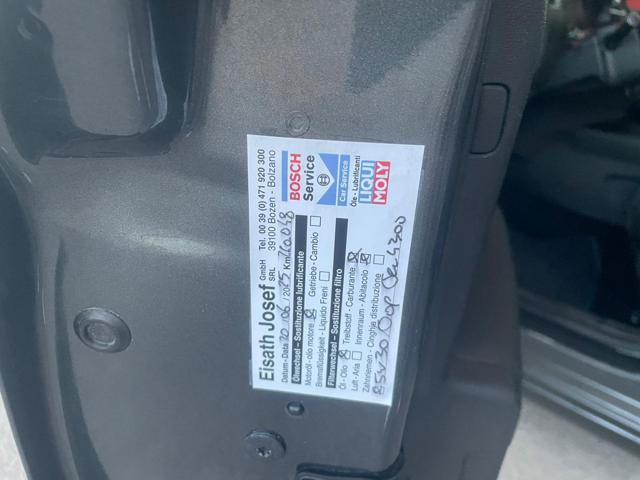 Eisath Josef GmbH SRL
Tel. 00 39 (0) 471 920 300
39100 Bozen - Bolzano
Datum - Data 20/06/2025 Km
Ölwechsel – Sostituzione lubrificante
Motoröl - olio motore Getriebe - Cambio
Bremsflüssigkeit - Liquido Freni
Filterwechsel – Sostituzione filtro
Öl - Olio Treibstoff - Carburante
Luft - Aria Innenraum - Abitacolo
Zahnriemen - Cinghia distribuzione
BOSCH
Service
Car Service
Öle - Lubrificanti
LIQUI
MOLY